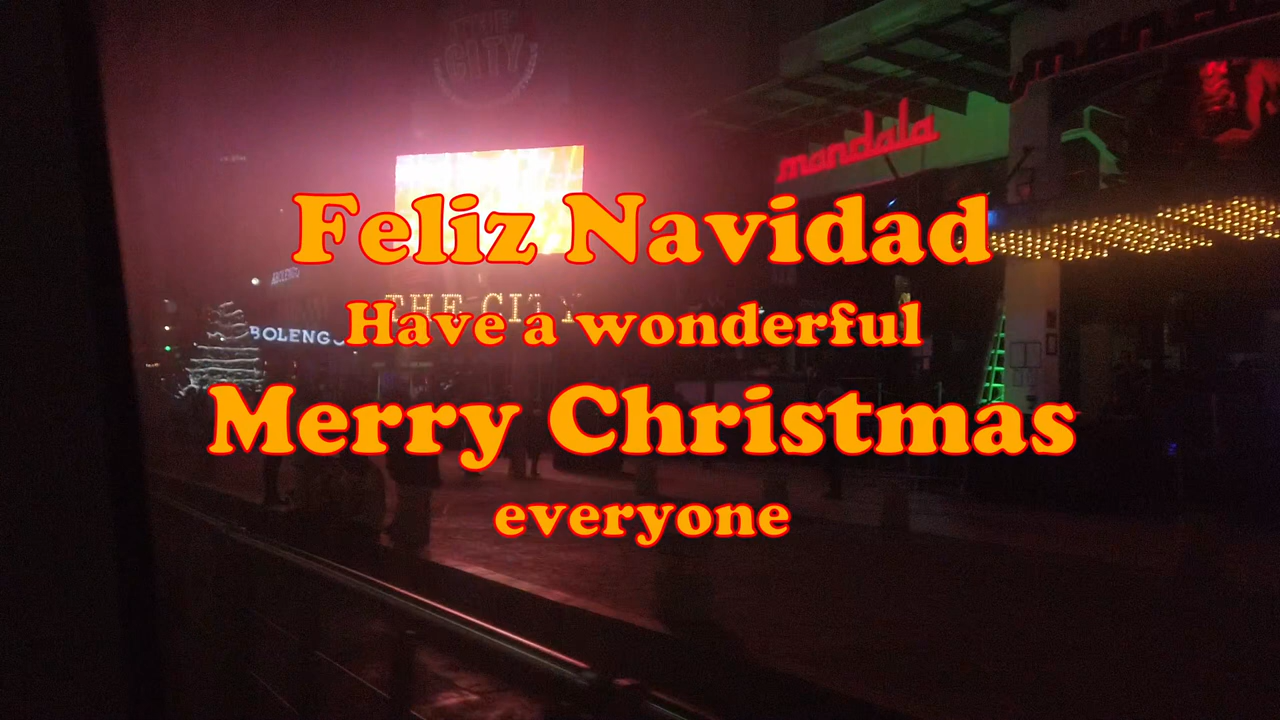 THE
CITY
mandala
Feliz Navidad
THE CITY
Have a wonderful
BOLENGO
Merry Christmas
everyone